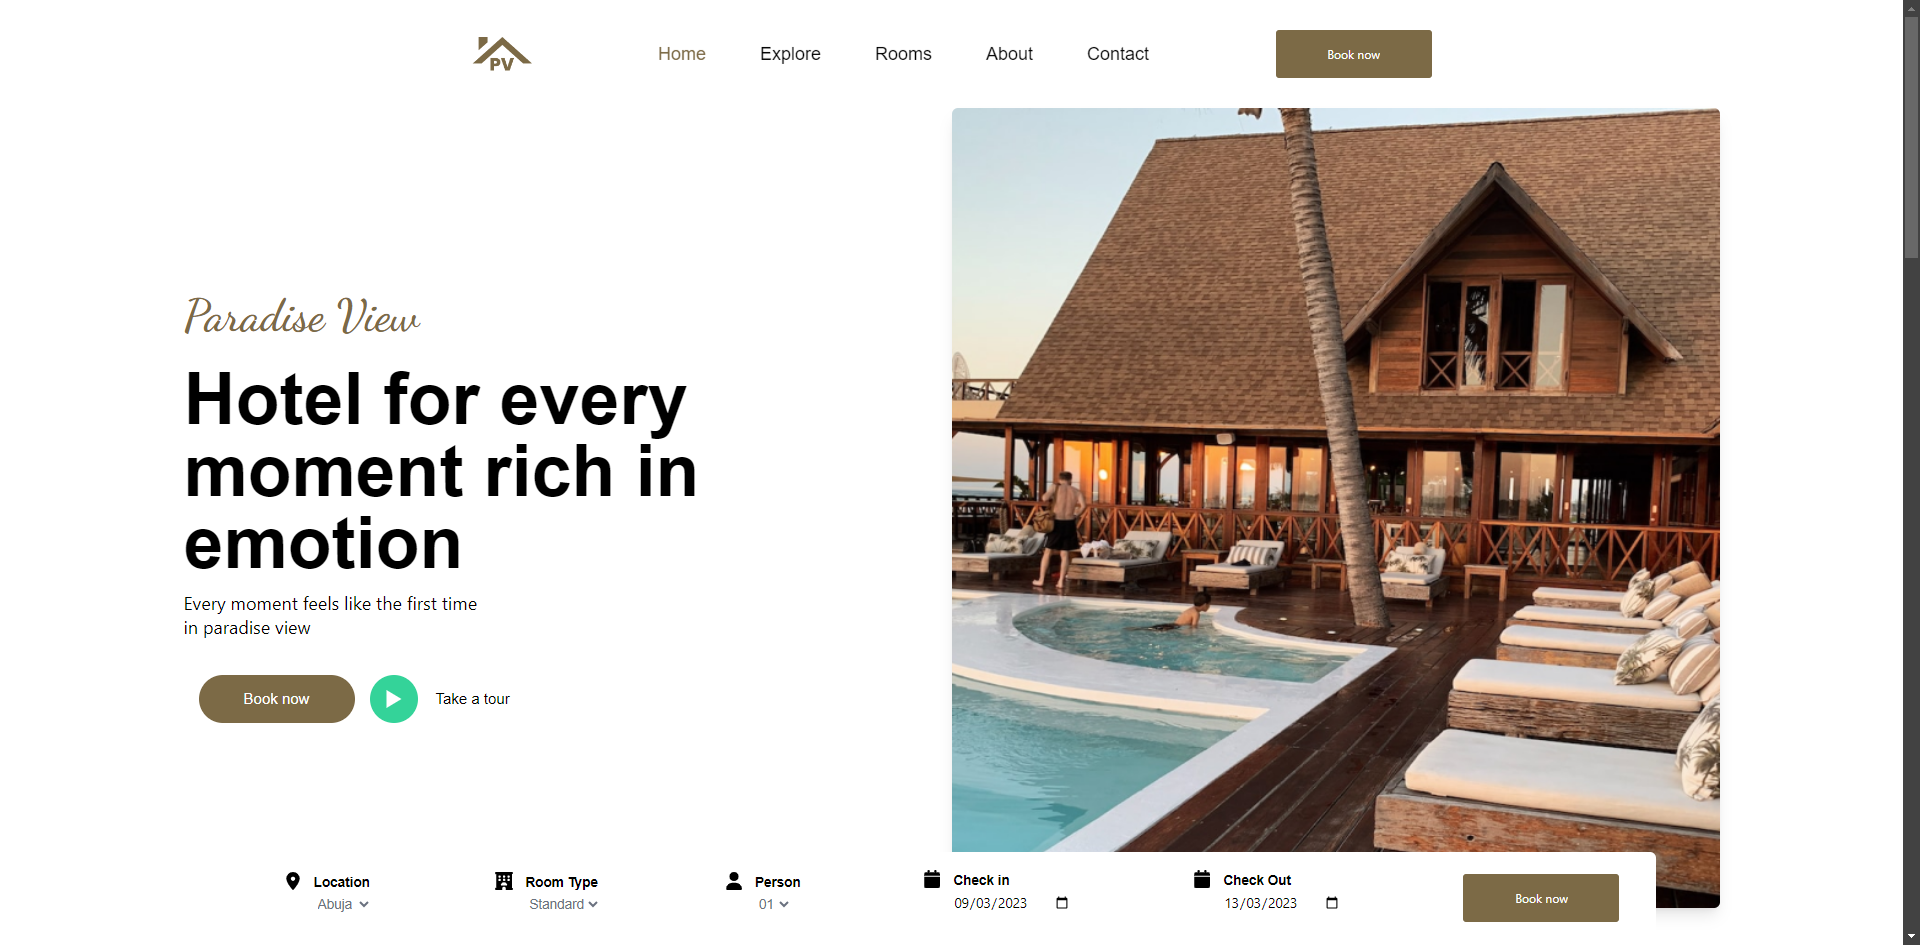 PV
Home Explore Rooms About Contact Book now
Paradise View
Hotel for every
moment rich in
emotion
Every moment feels like the first time
in paradise view
Book now Take a tour
Location Room Type Person Check in Check Out
Abuja Standard 01 09/03/2023 13/03/2023
Book now